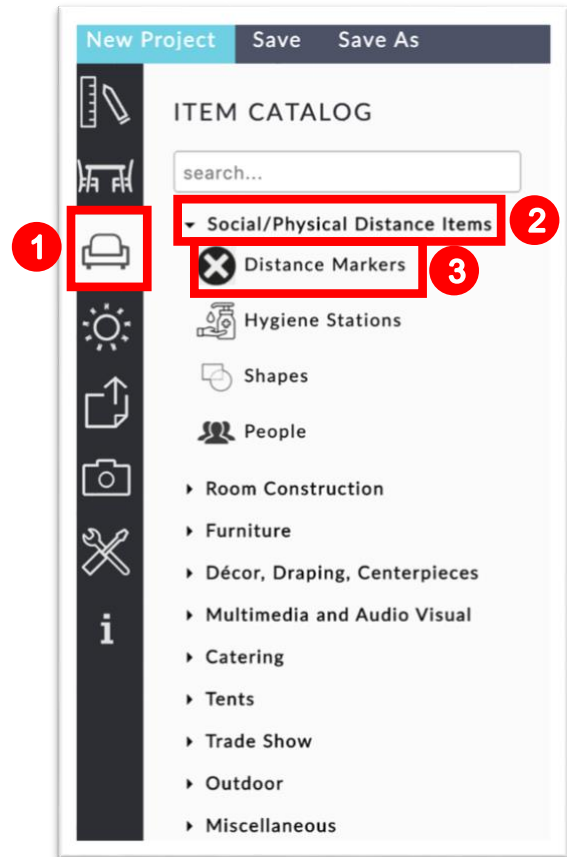 New Project Save Save As
ITEM CATALOG
search...
1
Social/Physical Distance Items 2
Distance Markers 3
Hygiene Stations
Shapes
People
Room Construction
Furniture
Décor, Draping, Centerpieces
i
Multimedia and Audio Visual
Catering
Tents
Trade Show
Outdoor
Miscellaneous